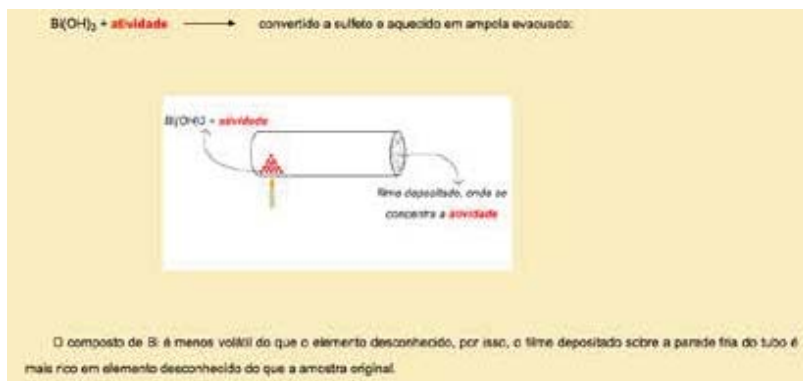 Bi(OH)3 + atividade ⟶ convertido a sulfeto e aquecido em ampola evacuada:
Bi(OH)3 + atividade
filme depositado, onde se
concentra a atividade
O composto de Bi é menos volátil do que o elemento desconhecido, por isso, o filme depositado sobre a parede fria do tubo é
mais rico em elemento desconhecido do que a amostra original.